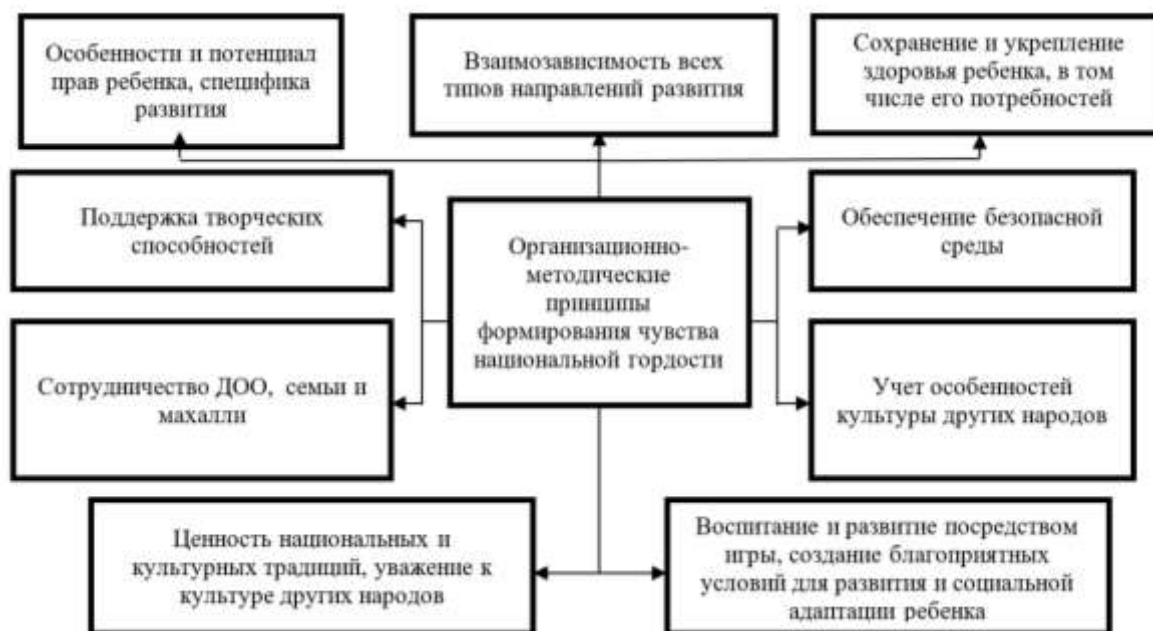 Особенности и потенциал
прав ребенка, специфика
развития
Взаимозависимость всех
типов направлений развития
Сохранение и укрепление
здоровья ребенка, в том
числе его потребностей
Поддержка творческих
способностей
Организационно-
методические
принципы
формирования чувства
национальной гордости
Обеспечение безопасной
среды
Сотрудничество ДОО, семьи и
махалли
Учет особенностей
культуры других народов
Ценность национальных и
культурных традиций, уважение к
культуре других народов
Воспитание и развитие посредством
игры, создание благоприятных
условий для развития и социальной
адаптации ребенка